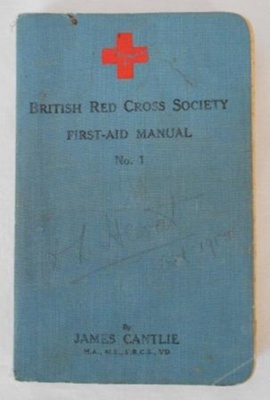 BRITISH RED CROSS SOCIETY
FIRST-AID MANUAL
No. 1
By
JAMES CANTLIE
M.A., M.B., F.R.C.S., V.D.